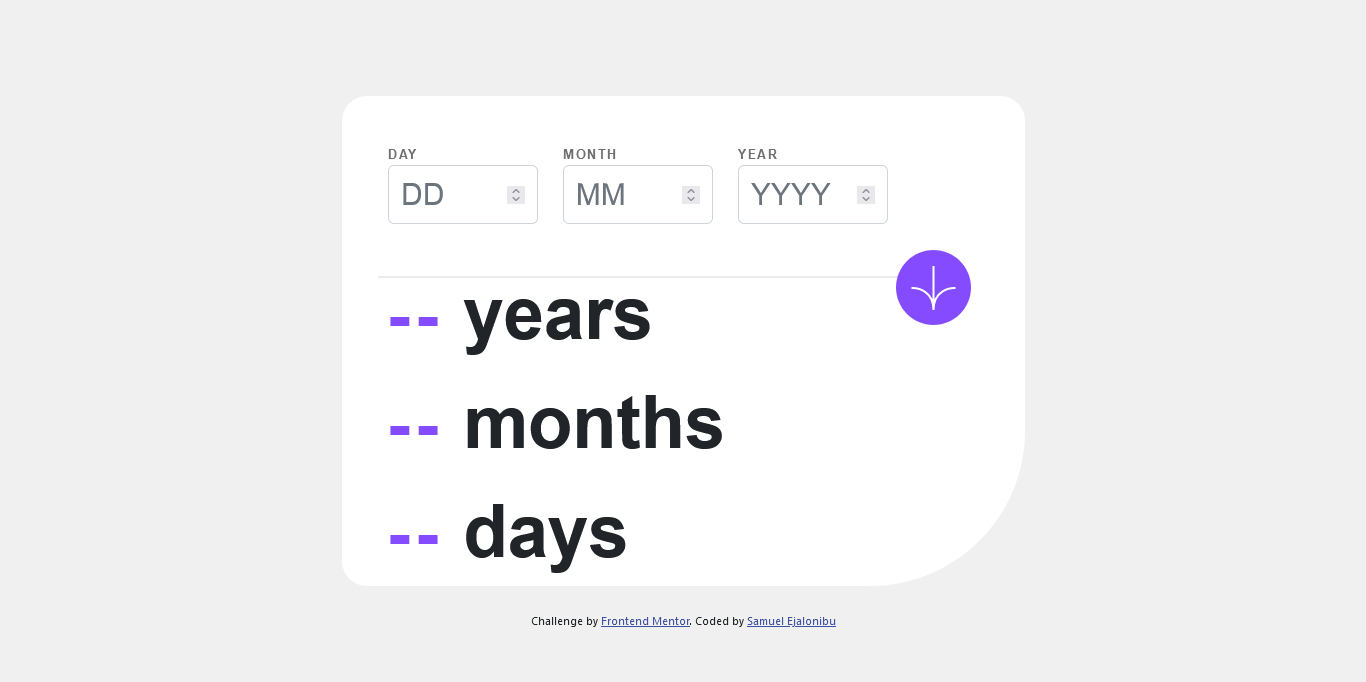 DAY MONTH YEAR
DD MM YYYY
-- years
-- months
-- days
Challenge by Frontend Mentor. Coded by Samuel Ejalonibu